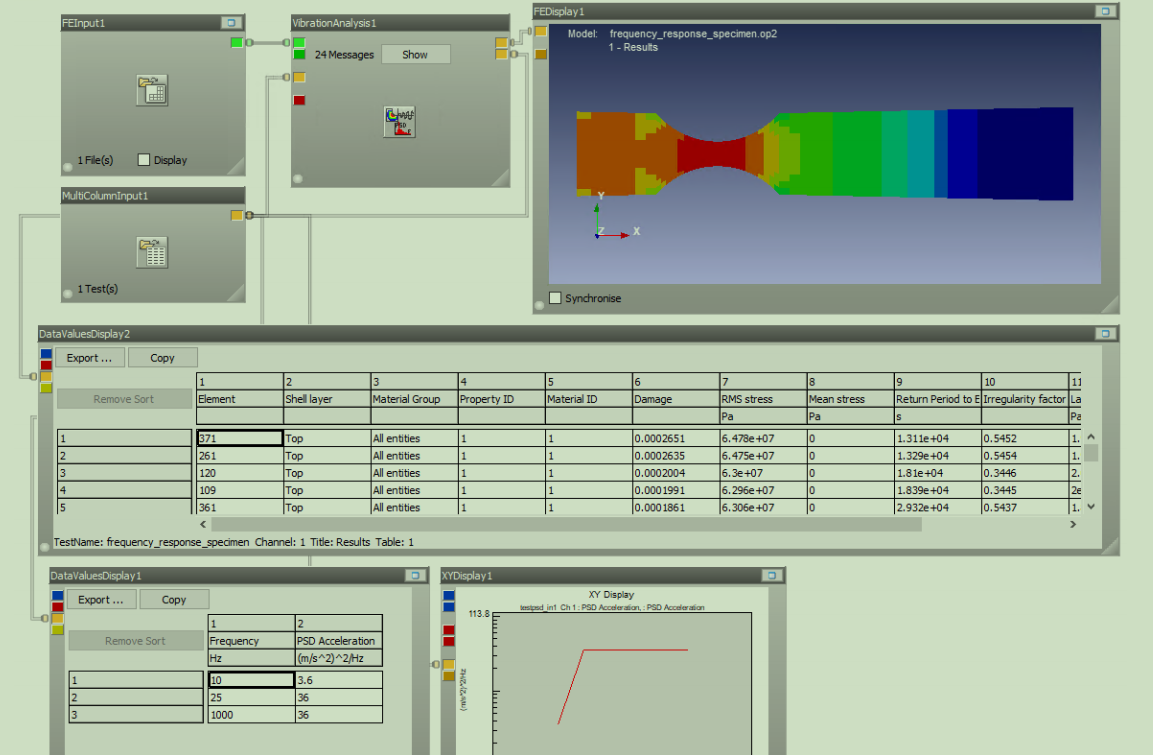 FEInput1
1 File(s) Display
VibrationAnalysis1
24 Messages Show
PSD
FEDisplay1
Model: frequency_response_specimen.op2
1 - Results
Y
Z X
Synchronise
MultiColumnInput1
1 Test(s)
DataValuesDisplay2
Export ... Copy
Remove Sort
1 2 3 4 5 6 7 8 9 10 11
Element Shell layer Material Group Property ID Material ID Damage RMS stress Mean stress Return Period to E Irregularity factor La
Pa Pa s Pa
1 371 Top All entities 1 1 0.0002651 6.478e+07 0 1.311e+04 0.5452 1.
2 261 Top All entities 1 1 0.0002635 6.475e+07 0 1.329e+04 0.5454 1.
3 120 Top All entities 1 1 0.0002004 6.3e+07 0 1.81e+04 0.3446 2.
4 109 Top All entities 1 1 0.0001991 6.296e+07 0 1.839e+04 0.3445 2e
5 361 Top All entities 1 1 0.0001861 6.306e+07 0 2.932e+04 0.5437 1.
TestName: frequency_response_specimen Channel: 1 Title: Results Table: 1
DataValuesDisplay1
Export ... Copy
Remove Sort
1 2
Frequency PSD Acceleration
Hz (m/s^2)^2/Hz
1 10 3.6
2 25 36
3 1000 36
XYDisplay1
XY Display
testpsd_in1 Ch 1 : PSD Acceleration, : PSD Acceleration
113.8
(m/s^2)^2/Hz